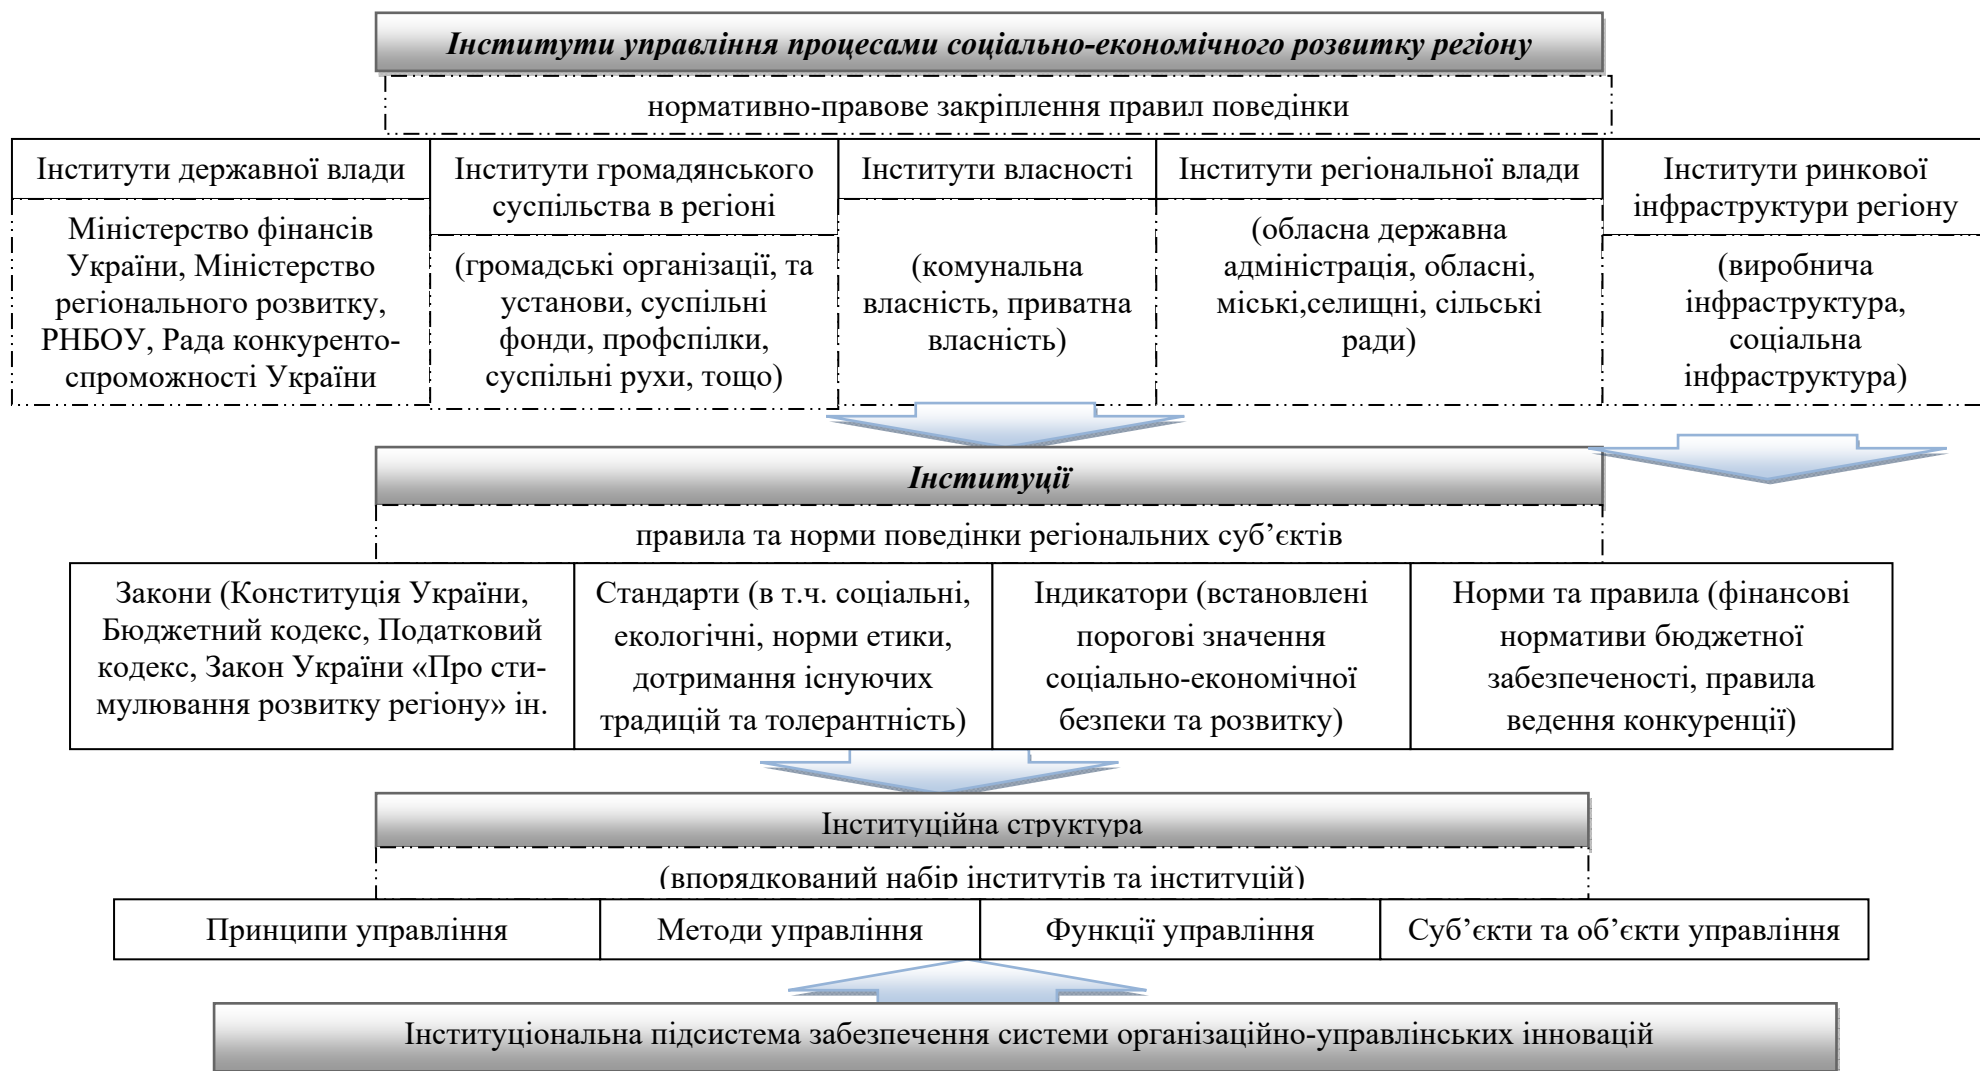 Інститути управління процесами соціально-економічного розвитку регіону
нормативно-правове закріплення правил поведінки
Інститути державної влади
Міністерство фінансів
України, Міністерство
регіонального розвитку,
РНБОУ, Рада конкуренто-
спроможності України
Інститути громадянського
суспільства в регіоні
(громадські організації, та
установи, суспільні
фонди, профспілки,
суспільні рухи, тощо)
Інститути власності
(комунальна
власність, приватна
власність)
Інститути регіональної влади
(обласна державна
адміністрація, обласні,
міські,селищні, сільські
ради)
Інститути ринкової
інфраструктури регіону
(виробнича
інфраструктура,
соціальна
інфраструктура)
Інституції
правила та норми поведінки регіональних суб’єктів
Закони (Конституція України,
Бюджетний кодекс, Податковий
кодекс, Закон України «Про сти-
мулювання розвитку регіону» ін.
Стандарти (в т.ч. соціальні,
екологічні, норми етики,
дотримання існуючих
традицій та толерантність)
Індикатори (встановлені
порогові значення
соціально-економічної
безпеки та розвитку)
Норми та правила (фінансові
нормативи бюджетної
забезпеченості, правила
ведення конкуренції)
Інституційна структура
(впорядкований набір інститутів та інституцій)
Принципи управління
Методи управління
Функції управління
Суб’єкти та об’єкти управління
Інституціональна підсистема забезпечення системи організаційно-управлінських інновацій